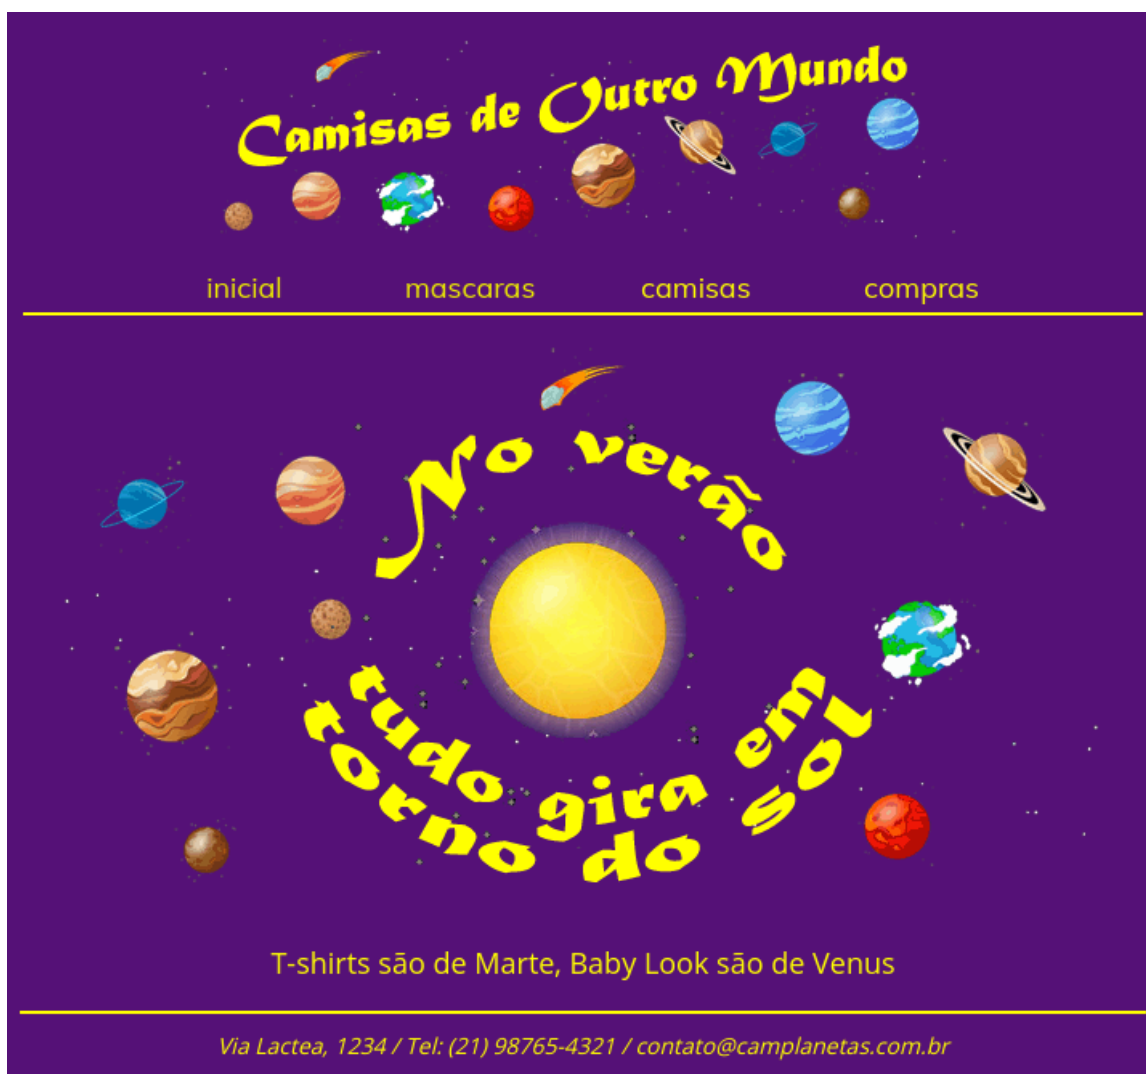 Camisas de Outro Mundo
inicial mascaras camisas compras
No verão
tudo gira em
torno do sol
T-shirts são de Marte, Baby Look são de Venus
Via Lactea, 1234 / Tel: (21) 98765-4321 / contato@camplanetas.com.br